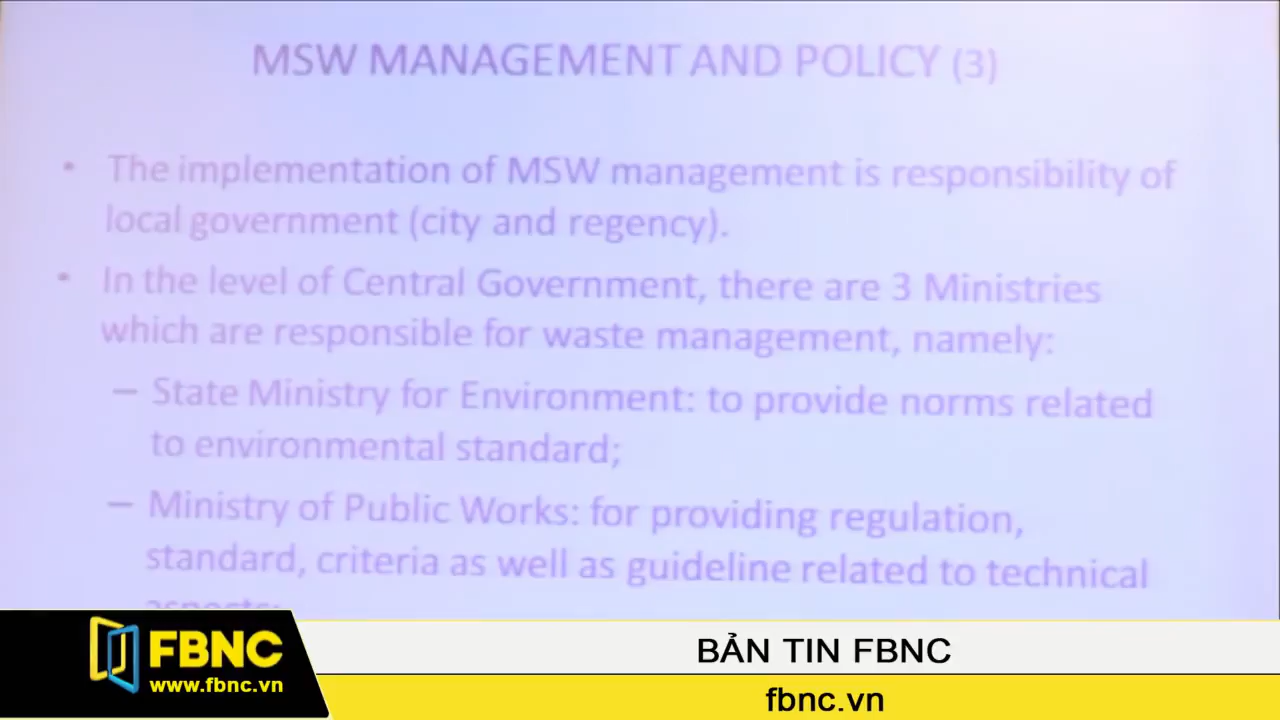 MSW MANAGEMENT AND POLICY (3)
• The implementation of MSW management is responsibility of
local government (city and regency).
• In the level of Central Government, there are 3 Ministries
which are responsible for waste management, namely:
– State Ministry for Environment: to provide norms related
to environmental standard;
– Ministry of Public Works: for providing regulation,
standard, criteria as well as guideline related to technical
aspects;
FBNC
www.fbnc.vn
BẢN TIN FBNC
fbnc.vn